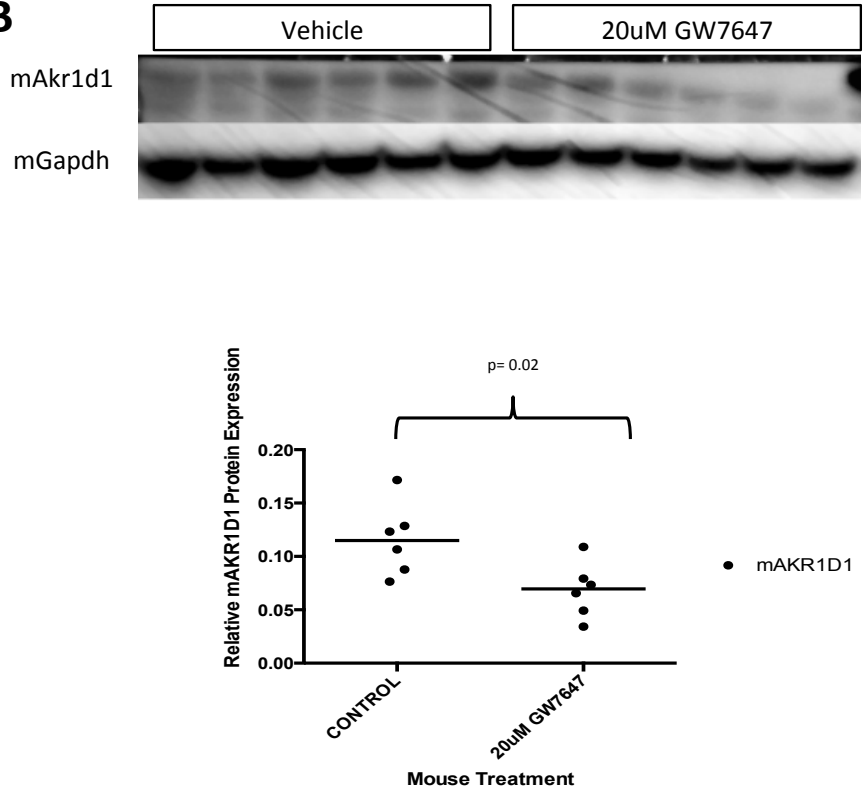 B
Vehicle 20uM GW7647
mAkr1d1
mGapdh
p= 0.02
Relative mAKR1D1 Protein Expression
0.20
0.15
0.10
0.05
0.00
mAKR1D1
CONTROL
20uM GW7647
Mouse Treatment